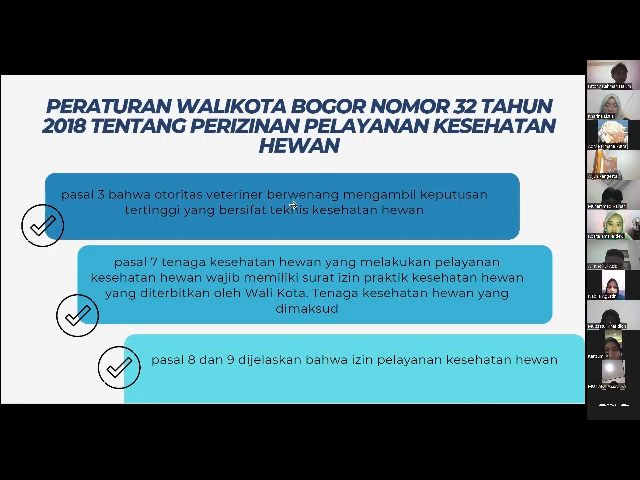 PERATURAN WALIKOTA BOGOR NOMOR 32 TAHUN
2018 TENTANG PERIZINAN PELAYANAN KESEHATAN
HEWAN
pasal 3 bahwa otoritas veteriner berwenang mengambil keputusan
tertinggi yang bersifat teknis kesehatan hewan
pasal 7 tenaga kesehatan hewan yang melakukan pelayanan
kesehatan hewan wajib memiliki surat izin praktik kesehatan hewan
yang diterbitkan oleh Wali Kota. Tenaga kesehatan hewan yang
dimaksud
pasal 8 dan 9 dijelaskan bahwa izin pelayanan kesehatan hewan